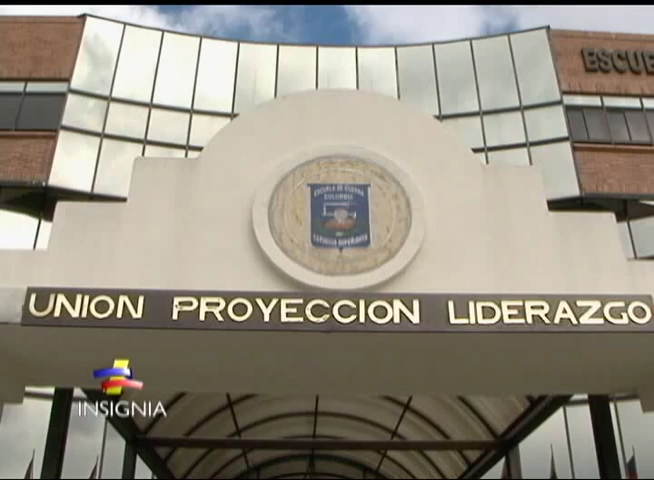 ESCUE
ESCUELA DE GUERRA
COLOMBIA
UNION PROYECCION LIDERAZGO
INSIGNIA